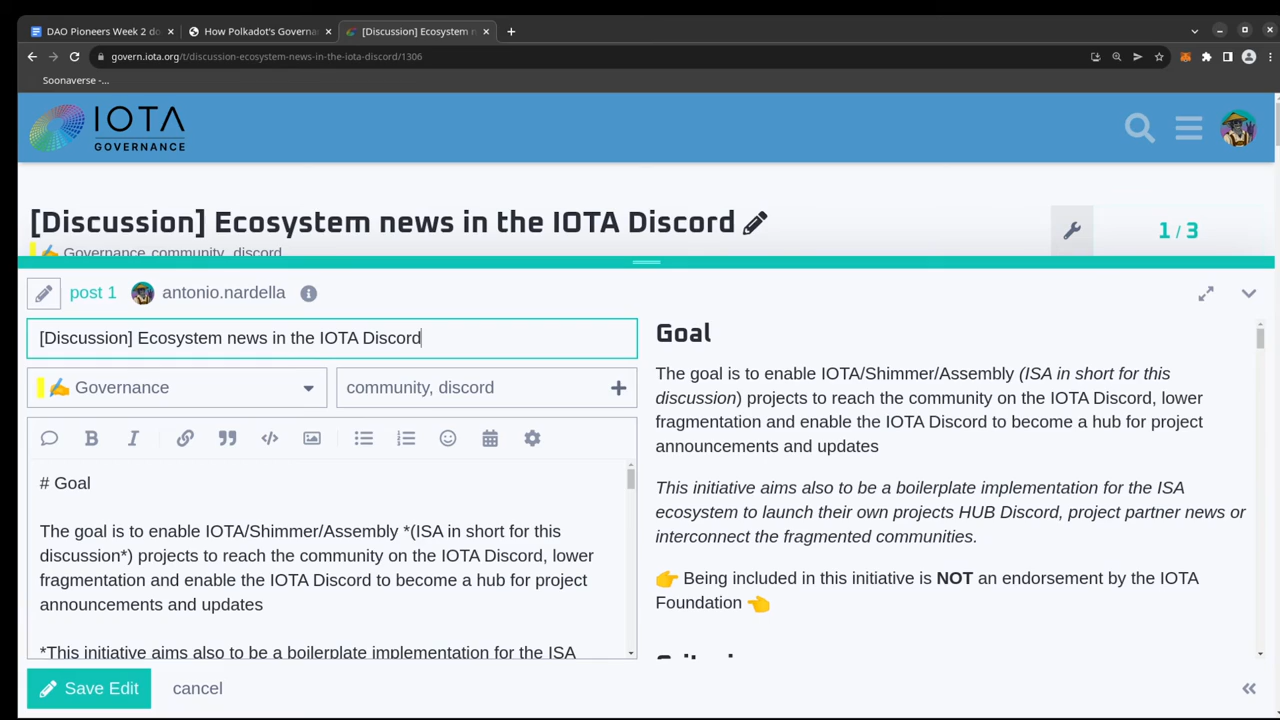 DAO Pioneers Week 2 do
How Polkadot's Governa
[Discussion] Ecosystem n
govern.iota.org/t/discussion-ecosystem-news-in-the-iota-discord/1306
Soonaverse -...
IOTA
GOVERNANCE
[Discussion] Ecosystem news in the IOTA Discord
1 / 3
Governance community, discord
post 1 antonio.nardella
[Discussion] Ecosystem news in the IOTA Discord
Governance
community, discord
# Goal
The goal is to enable IOTA/Shimmer/Assembly *(ISA in short for this
discussion*) projects to reach the community on the IOTA Discord, lower
fragmentation and enable the IOTA Discord to become a hub for project
announcements and updates
*This initiative aims also to be a boilerplate implementation for the ISA
Goal
The goal is to enable IOTA/Shimmer/Assembly (ISA in short for this
discussion) projects to reach the community on the IOTA Discord, lower
fragmentation and enable the IOTA Discord to become a hub for project
announcements and updates
This initiative aims also to be a boilerplate implementation for the ISA
ecosystem to launch their own projects HUB Discord, project partner news or
interconnect the fragmented communities.
👉 Being included in this initiative is NOT an endorsement by the IOTA
Foundation 👈
Save Edit
cancel